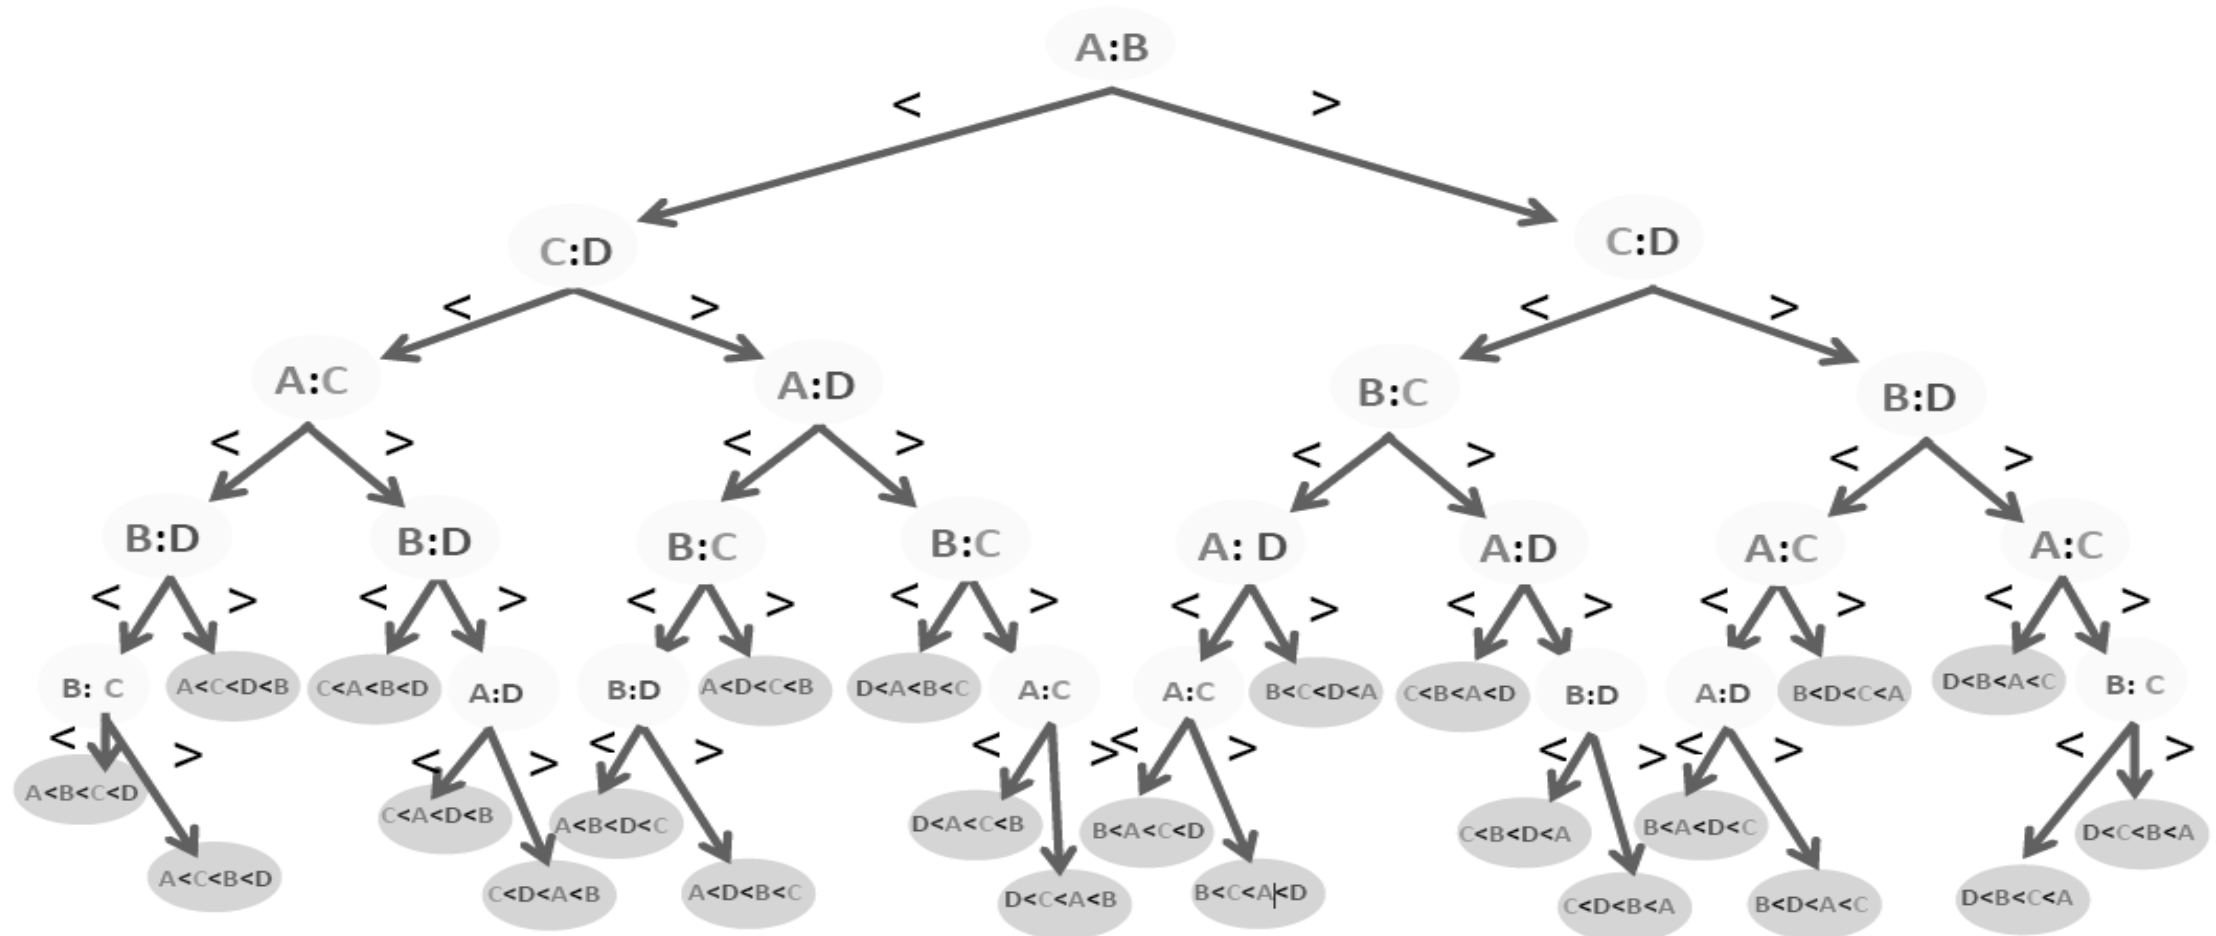 A:B
< >
C:D C:D
< > < >
A:C A:D B:C B:D
< > < > < > < >
B:D B:D B:C B:C A: D A:D A:C A:C
< > < > < > < > < > < > < > < >
B: C A<C<D<B C<A<B<D A:D B:D A<D<C<B D<A<B<C A:C A:C B<C<D<A C<B<A<D B:D A:D B<D<C<A D<B<A<C B: C
< > < > < > < > < > < > < > < >
A<B<C<D C<A<D<B A<B<D<C D<A<C<B B<A<C<D C<B<D<A B<A<D<C D<C<B<A
A<C<B<D C<D<A<B A<D<B<C D<C<A<B B<C<A<D C<D<B<A B<D<A<C D<B<C<A